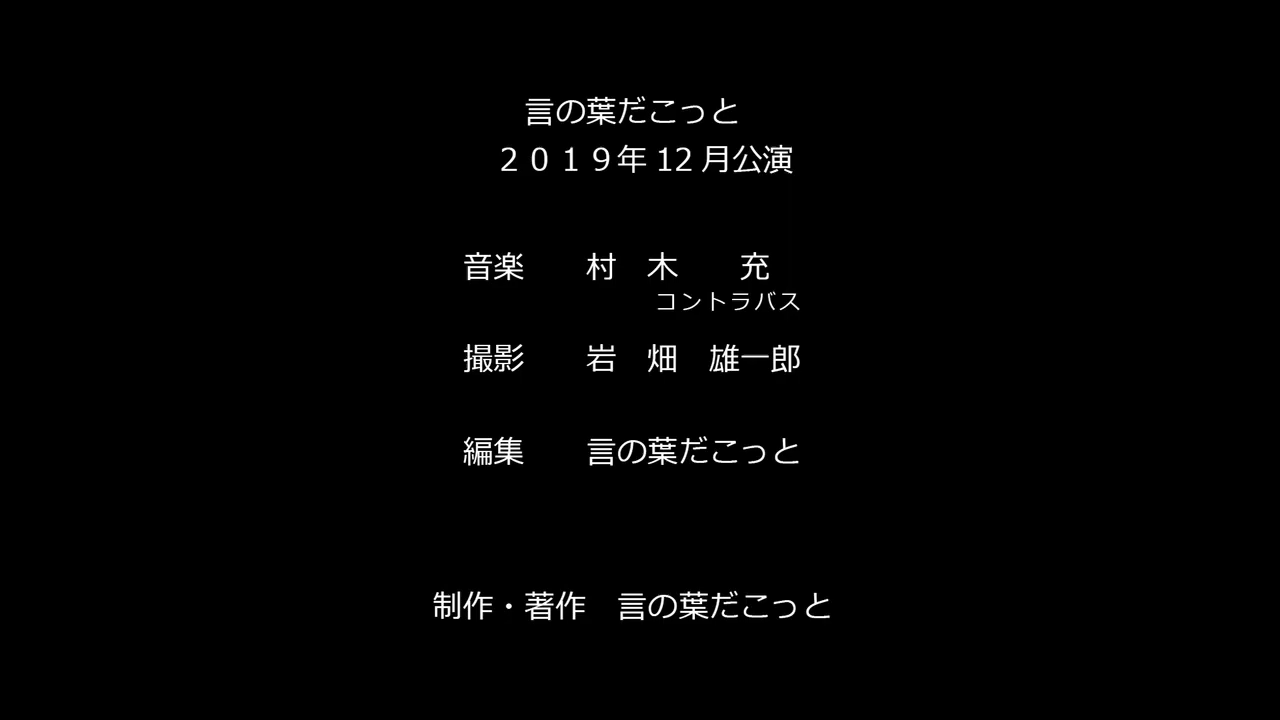 言の葉だこっと
２０１９年 12 月公演
音楽　　村　木　　充
コントラバス
撮影　　岩　畑　雄一郎
編集　　言の葉だこっと
制作・著作　言の葉だこっと